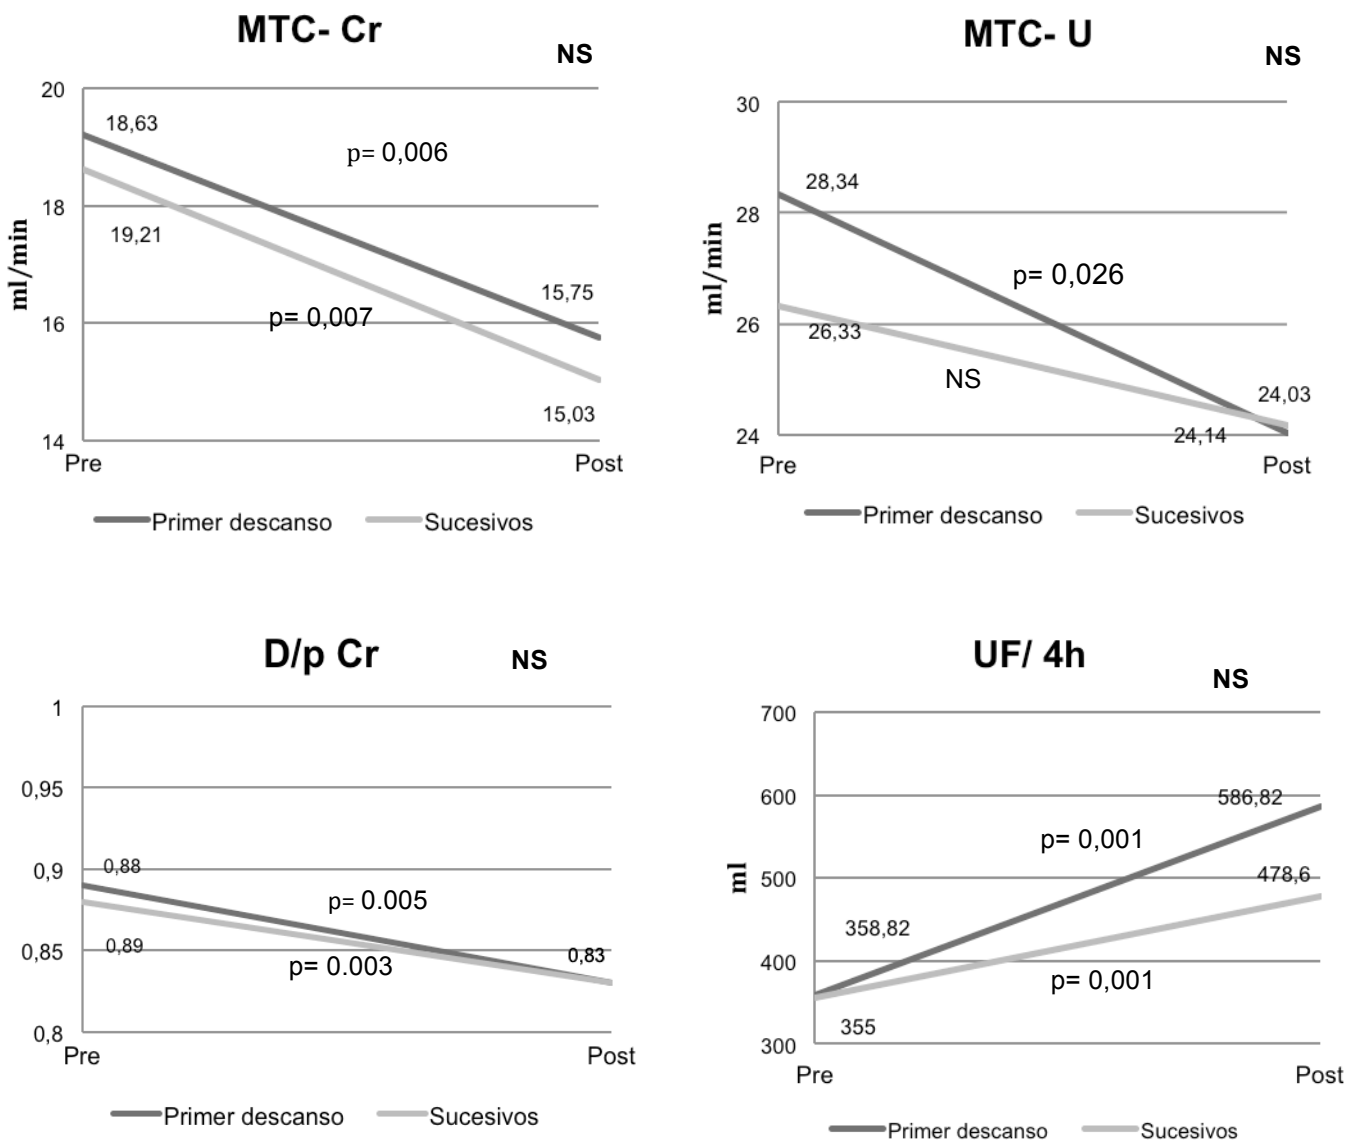 MTC- Cr
NS
20
18
16
14
ml/min
18,63
p= 0,006
19,21
15,75
p= 0,007
15,03
Pre
Post
Primer descanso
Sucesivos
MTC- U
NS
30
28
26
24
ml/min
28,34
p= 0,026
26,33
NS
24,03
24,14
Pre
Post
Primer descanso
Sucesivos
D/p Cr
NS
1
0,95
0,9
0,85
0,8
0,88
p= 0.005
0,89
0,83
p= 0.003
Pre
Post
Primer descanso
Sucesivos
UF/ 4h
NS
700
600
500
400
300
ml
586,82
p= 0,001
478,6
358,82
p= 0,001
355
Pre
Post
Primer descanso
Sucesivos